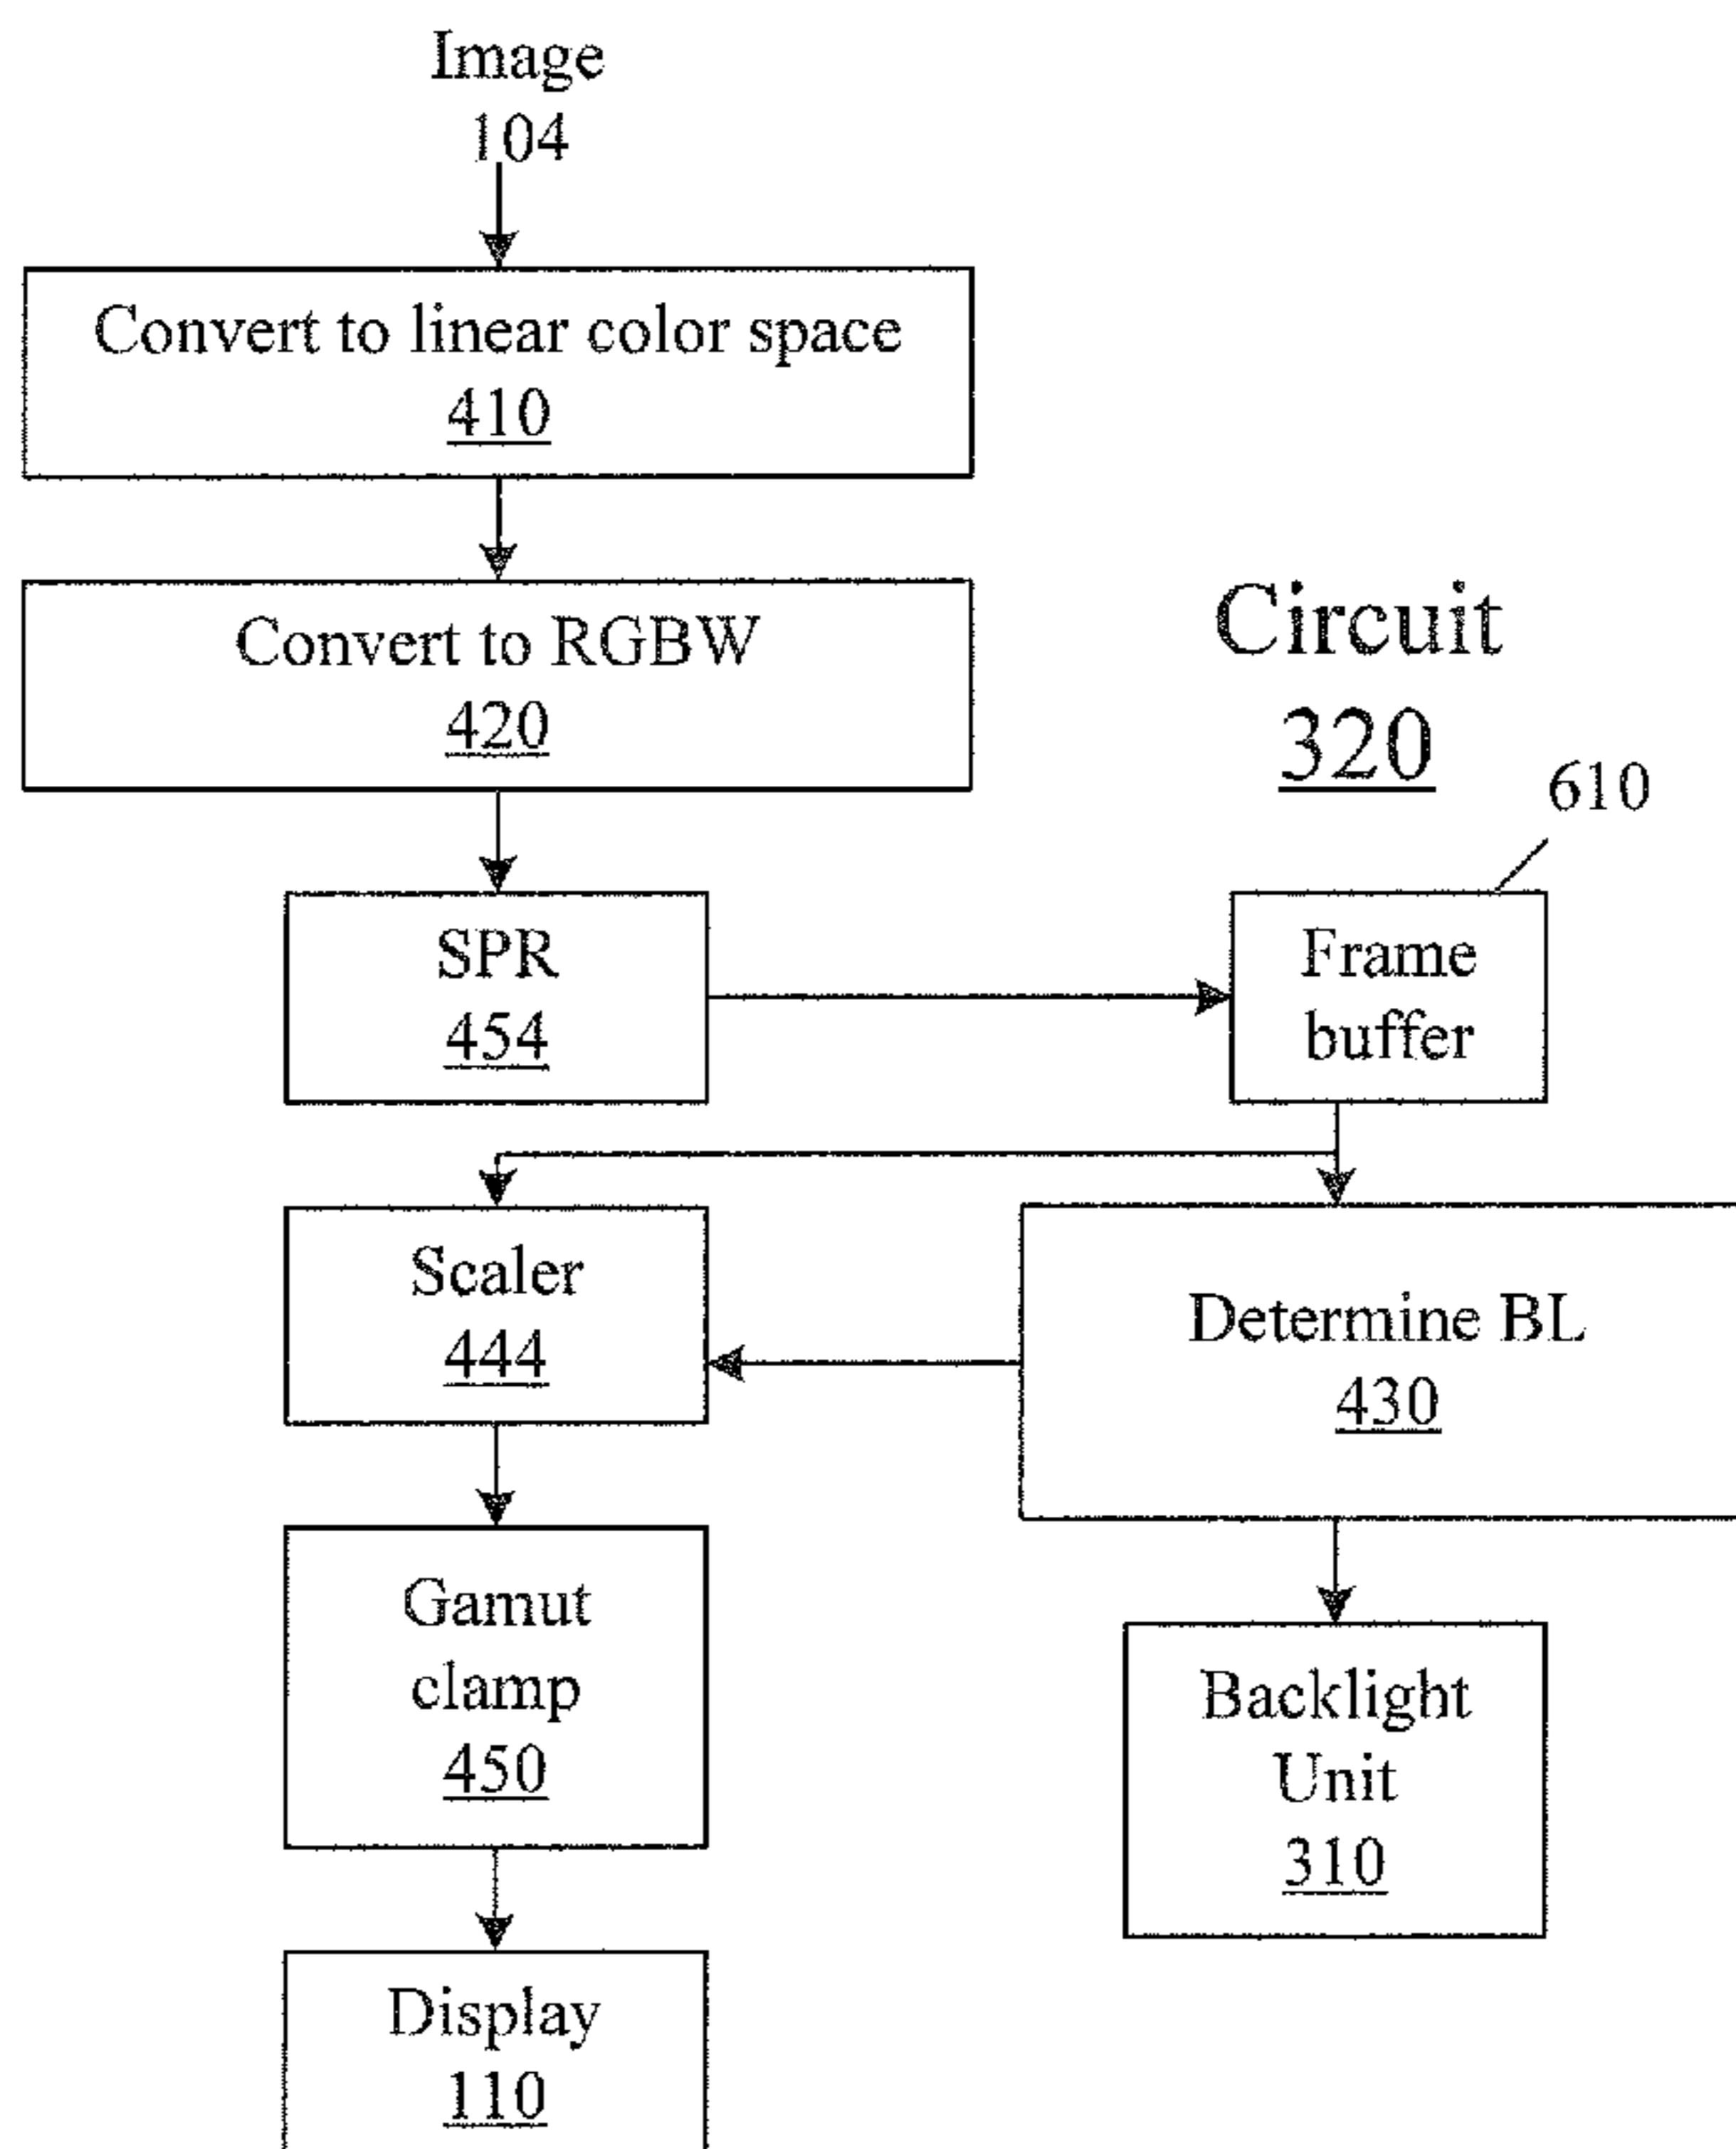 Image
104
Convert to linear color space
410
Convert to RGBW
420
Circuit
320
610
SPR
454
Frame
buffer
Scaler
444
Determine BL
430
Gamut
clamp
450
Backlight
Unit
310
Display
110